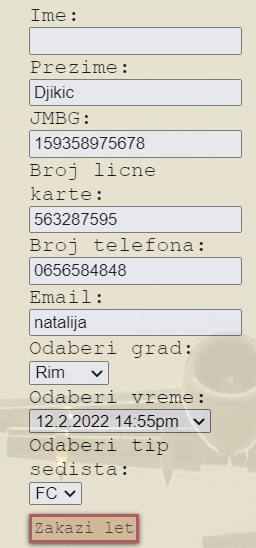 Ime:
Prezime:
Djikic
JMBG:
159358975678
Broj licne
karte:
563287595
Broj telefona:
0656584848
Email:
natalija
Odaberi grad:
Rim
Odaberi vreme:
12.2.2022 14:55pm
Odaberi tip
sedista:
FC
Zakazi let